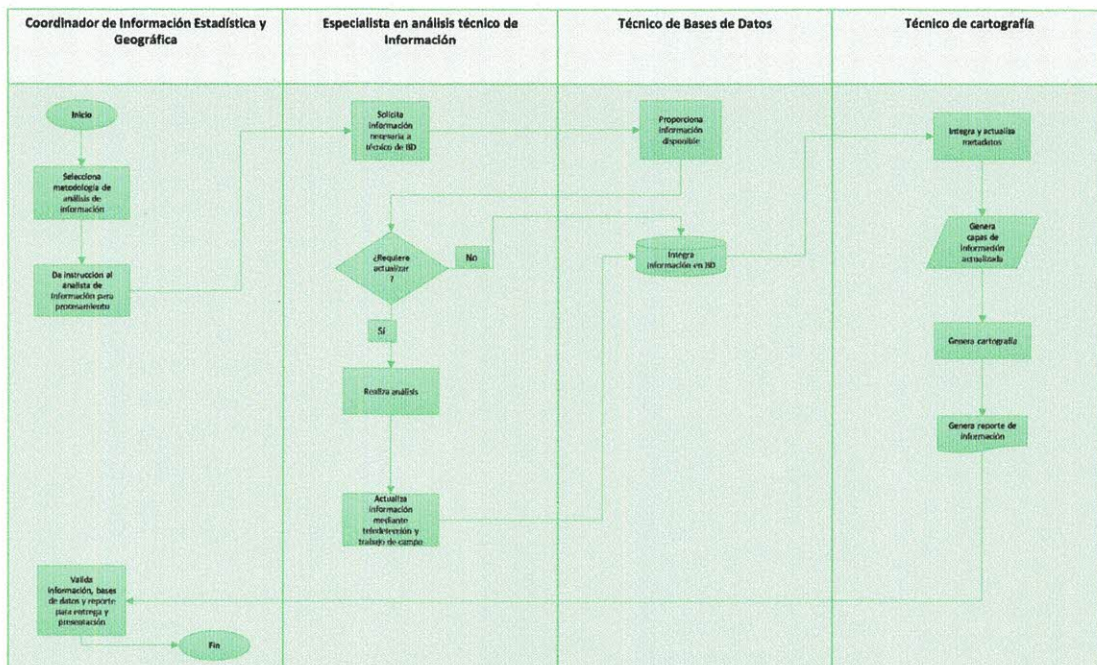 Coordinador de Información Estadística y
Geográfica
Especialista en análisis técnico de
Información
Técnico de Bases de Datos
Técnico de cartografía
Inicio
Selecciona
metodología de
análisis de
información
Da instrucción al
analista de
información para
procesamiento
Solicita
información
necesaria a
técnico de BD
Proporciona
información
disponible
¿Requiere
actualizar
?
No
Sí
Realiza análisis
Actualiza
información
mediante
teledetección y
trabajo de campo
Integra
información en BD
Integra y actualiza
metadatos
Genera
capas de
información
actualizada
Genera cartografía
Genera reporte de
información
Valida
información, bases
de datos y reporte
para entrega y
presentación
Fin